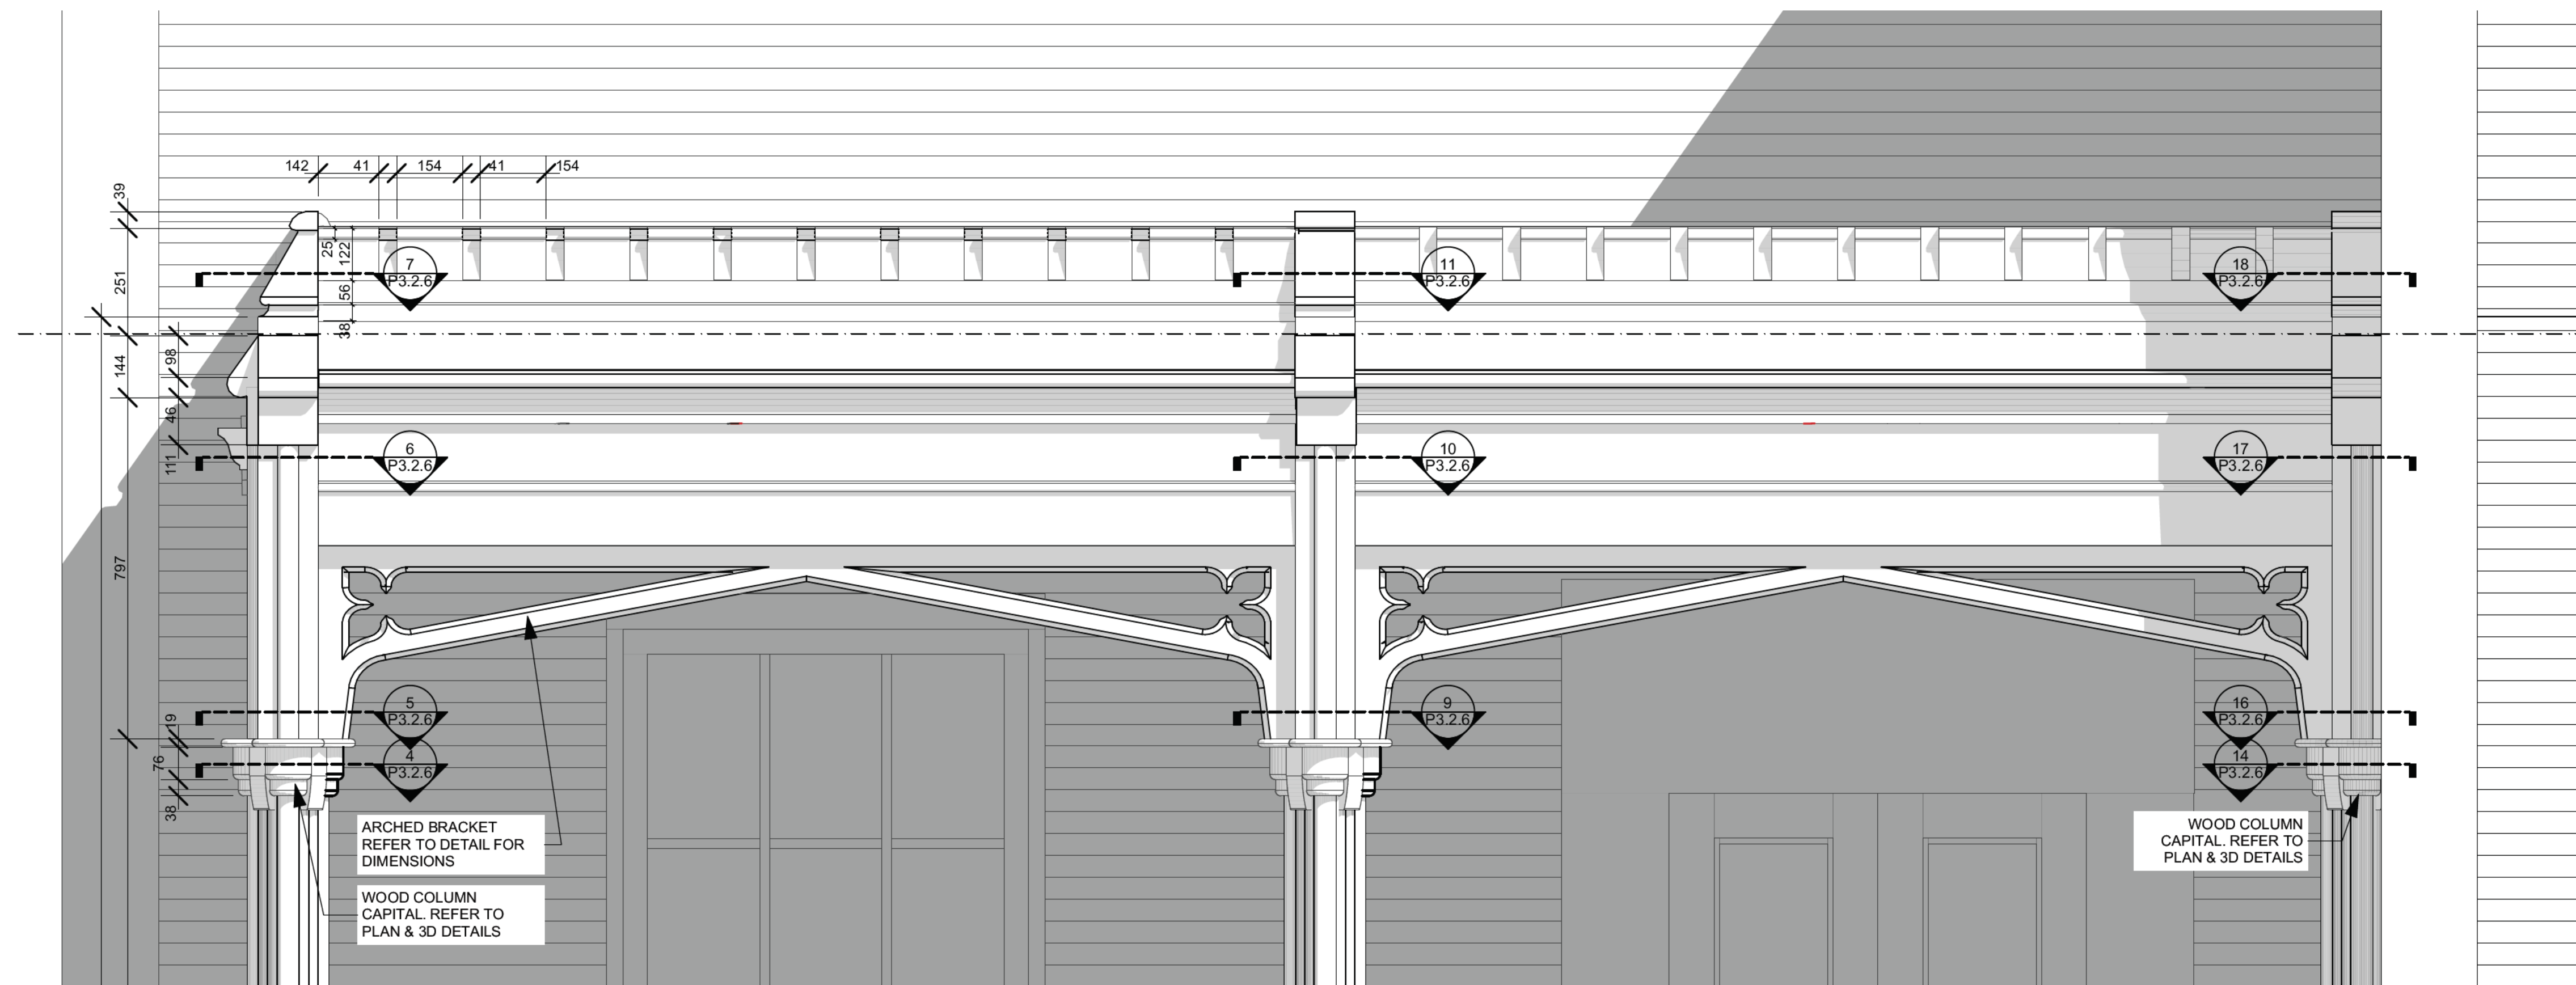 142 41 154 41 154
39
251
144
98
46
111
797
19
76
38
25
122
56
38
7
P3.2.6
11
P3.2.6
18
P3.2.6
6
P3.2.6
10
P3.2.6
17
P3.2.6
5
P3.2.6
9
P3.2.6
16
P3.2.6
4
P3.2.6
14
P3.2.6
ARCHED BRACKET
REFER TO DETAIL FOR
DIMENSIONS
WOOD COLUMN
CAPITAL. REFER TO
PLAN & 3D DETAILS
WOOD COLUMN
CAPITAL. REFER TO
PLAN & 3D DETAILS